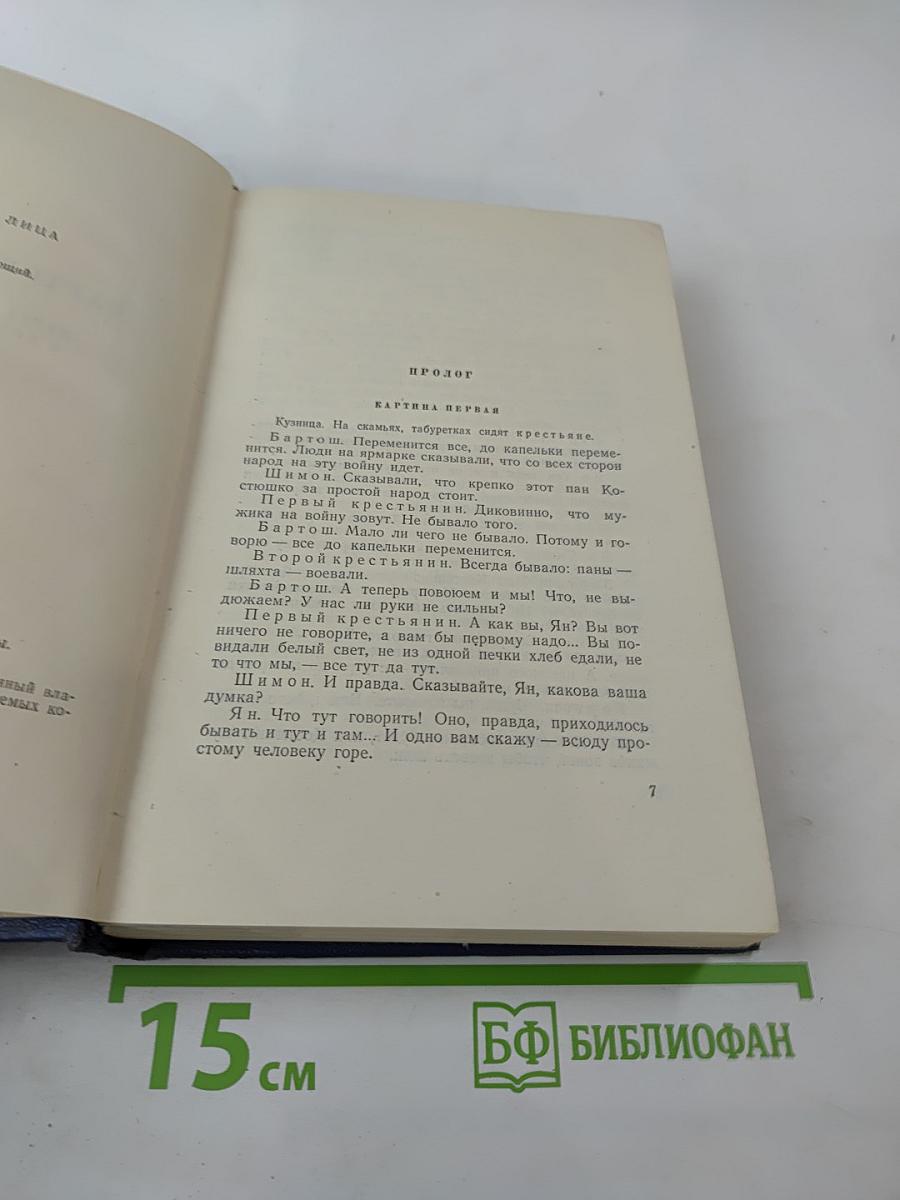 ЛИЦА
ющий.
ы.
нный вла-
емых ко-
ПРОЛОГ
КАРТИНА ПЕРВАЯ
Кузница. На скамьях, табуретках сидят крестьяне.
Бартош. Переменится все, до капельки переме-
нится. Люди на ярмарке сказывали, что со всех сторон
народ на эту войну идет.
Шимон. Сказывали, что крепко этот пан Ко-
стюшко за простой народ стоит.
Первый крестьянин. Диковинно, что му-
жика на войну зовут. Не бывало того.
Бартош. Мало ли чего не бывало. Потому и го-
ворю — все до капельки переменится.
Второй крестьянин. Всегда бывало: паны —
шляхта — воевали.
Бартош. А теперь повоюем и мы! Что, не вы-
дюжаем? У нас ли руки не сильны?
Первый крестьянин. А как вы, Ян? Вы вот
ничего не говорите, а вам бы первому надо... Вы по-
видали белый свет, не из одной печки хлеб едали, не
то что мы, — все тут да тут.
Шимон. И правда. Сказывайте, Ян, какова ваша
думка?
Ян. Что тут говорить! Оно, правда, приходилось
бывать и тут и там... И одно вам скажу — всюду про-
стому человеку горе.
7
15 см
БФ БИБЛИОФАН